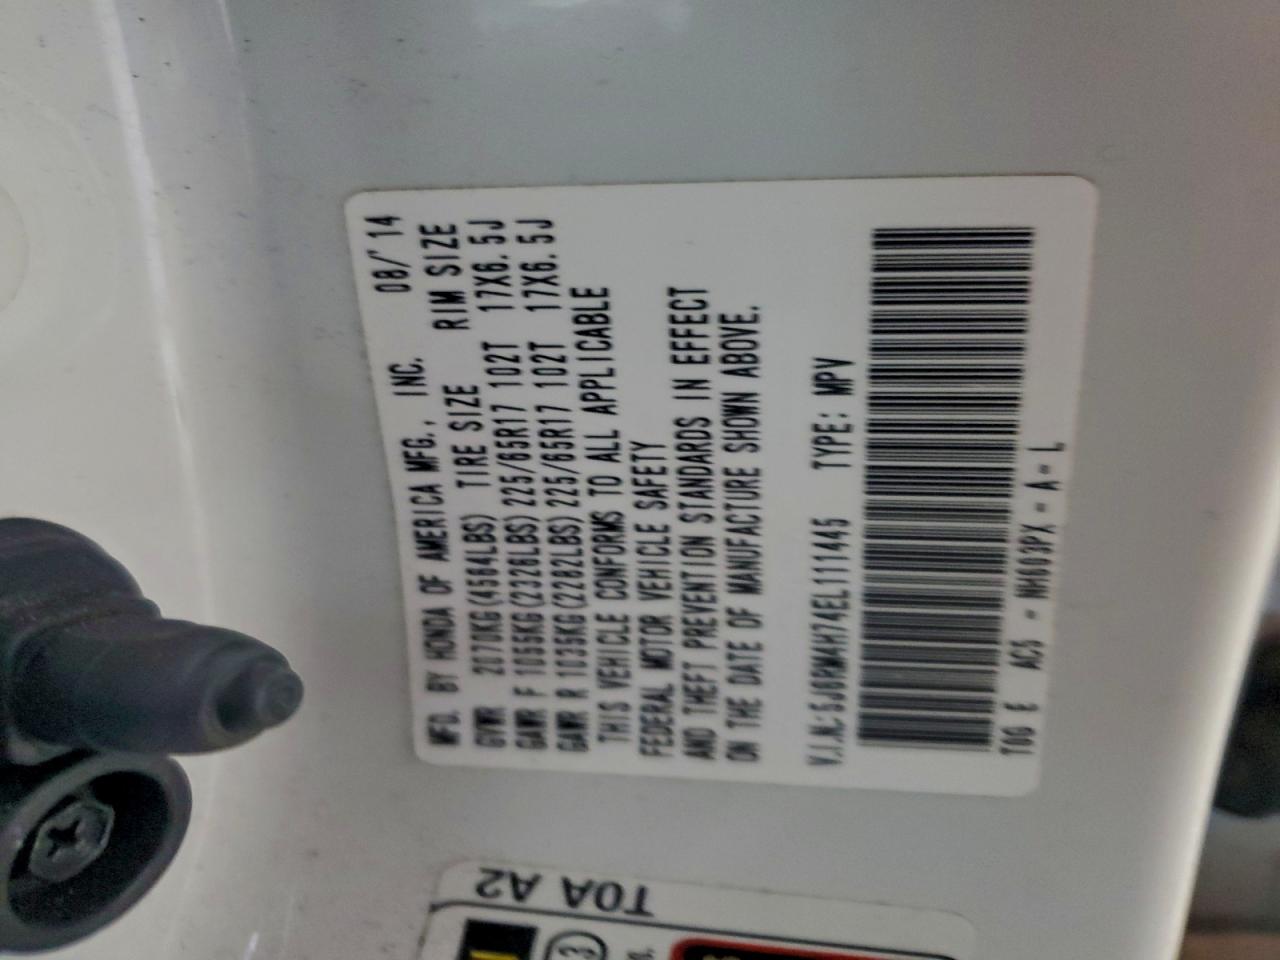 MFD. BY HONDA OF AMERICA MFG., INC. 08/'14
GVWR 2070KG(4564LBS) TIRE SIZE RIM SIZE
GAWR F 1055KG(2326LBS) 225/65R17 102T 17X6.5J
GAWR R 1035KG(2282LBS) 225/65R17 102T 17X6.5J
THIS VEHICLE CONFORMS TO ALL APPLICABLE
FEDERAL MOTOR VEHICLE SAFETY
AND THEFT PREVENTION STANDARDS IN EFFECT
ON THE DATE OF MANUFACTURE SHOWN ABOVE.
V.I.N.:5J6RM4H74EL111445 TYPE: MPV
T0G E AC5 - NH603PX - A - L
T0A A2
3